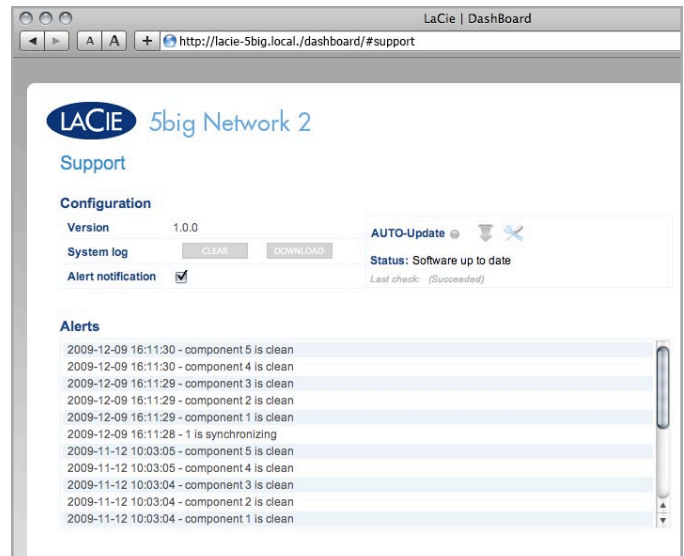 LaCie | DashBoard
A A + http://lacie-5big.local./dashboard/#support
LACIE 5big Network 2
Support
Configuration
Version 1.0.0
System log CLEAR DOWNLOAD
Alert notification
AUTO-Update
Status: Software up to date
Last check: (Succeeded)
Alerts
2009-12-09 16:11:30 - component 5 is clean
2009-12-09 16:11:30 - component 4 is clean
2009-12-09 16:11:29 - component 3 is clean
2009-12-09 16:11:29 - component 2 is clean
2009-12-09 16:11:29 - component 1 is clean
2009-12-09 16:11:28 - 1 is synchronizing
2009-11-12 10:03:05 - component 5 is clean
2009-11-12 10:03:05 - component 4 is clean
2009-11-12 10:03:04 - component 3 is clean
2009-11-12 10:03:04 - component 2 is clean
2009-11-12 10:03:04 - component 1 is clean